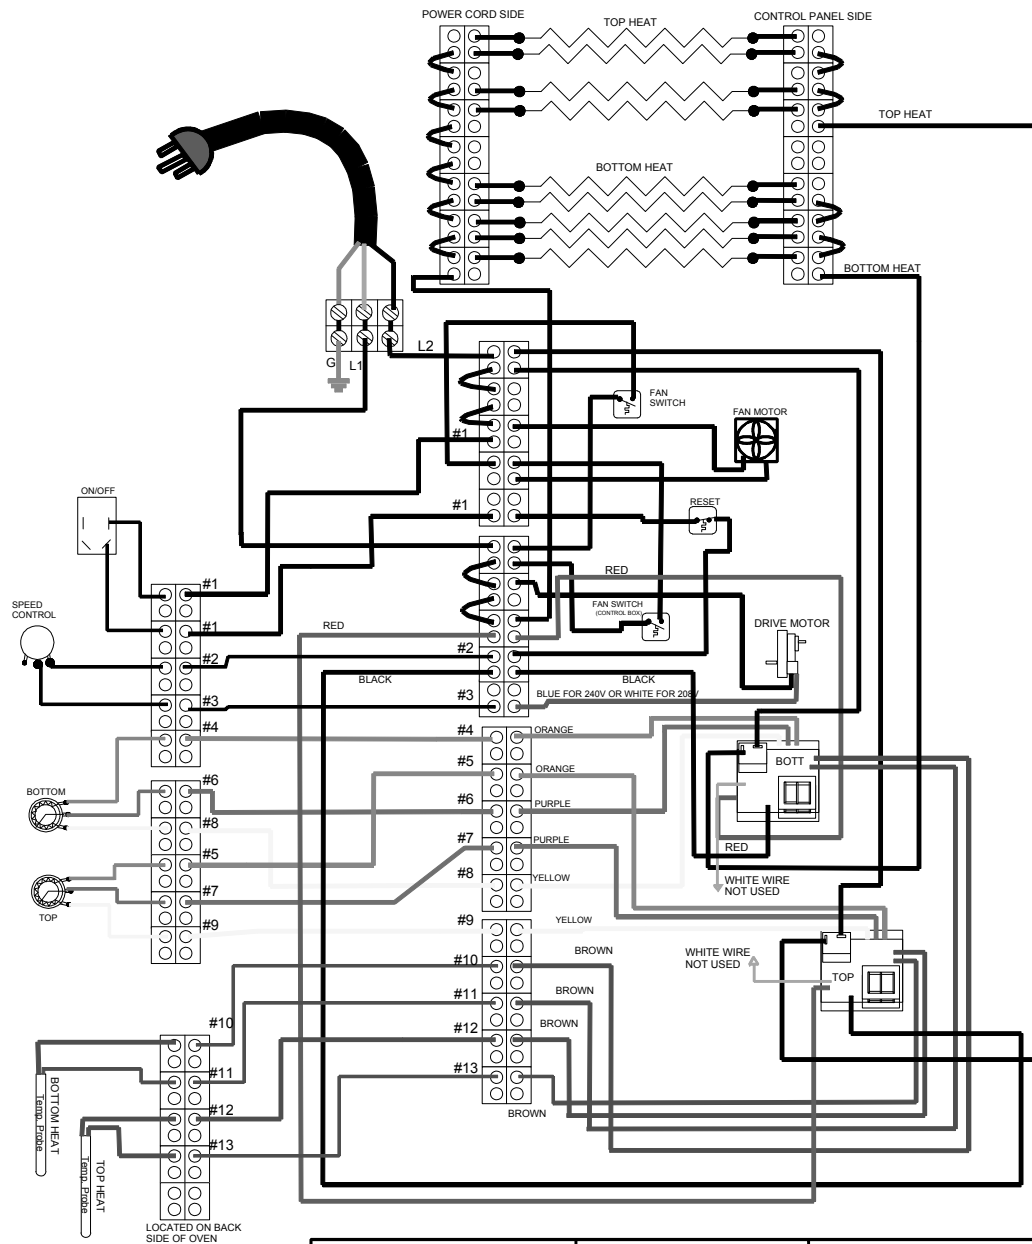 POWER CORD SIDE
TOP HEAT
CONTROL PANEL SIDE
TOP HEAT
BOTTOM HEAT
BOTTOM HEAT
L2
G
L1
FAN
SWITCH
FAN MOTOR
#1
ON/OFF
#1
RESET
RED
#1
SPEED
CONTROL
FAN SWITCH
(CONTROL BOX)
#1
RED
DRIVE MOTOR
#2
#2
BLACK
BLACK
#3
BLUE FOR 240V OR WHITE FOR 208V
#3
#4
#4
ORANGE
BOTT
#5
ORANGE
#6
BOTTOM
#6
PURPLE
#8
#7
PURPLE
RED
#5
#8
YELLOW
WHITE WIRE
NOT USED
#7
TOP
#9
#9
YELLOW
BROWN
WHITE WIRE
NOT USED
#10
TOP
#11
BROWN
#10
#12
BROWN
#11
#13
BOTTOM HEAT
Temp. Probe
#12
BROWN
#13
TOP HEAT
Temp. Probe
LOCATED ON BACK
SIDE OF OVEN